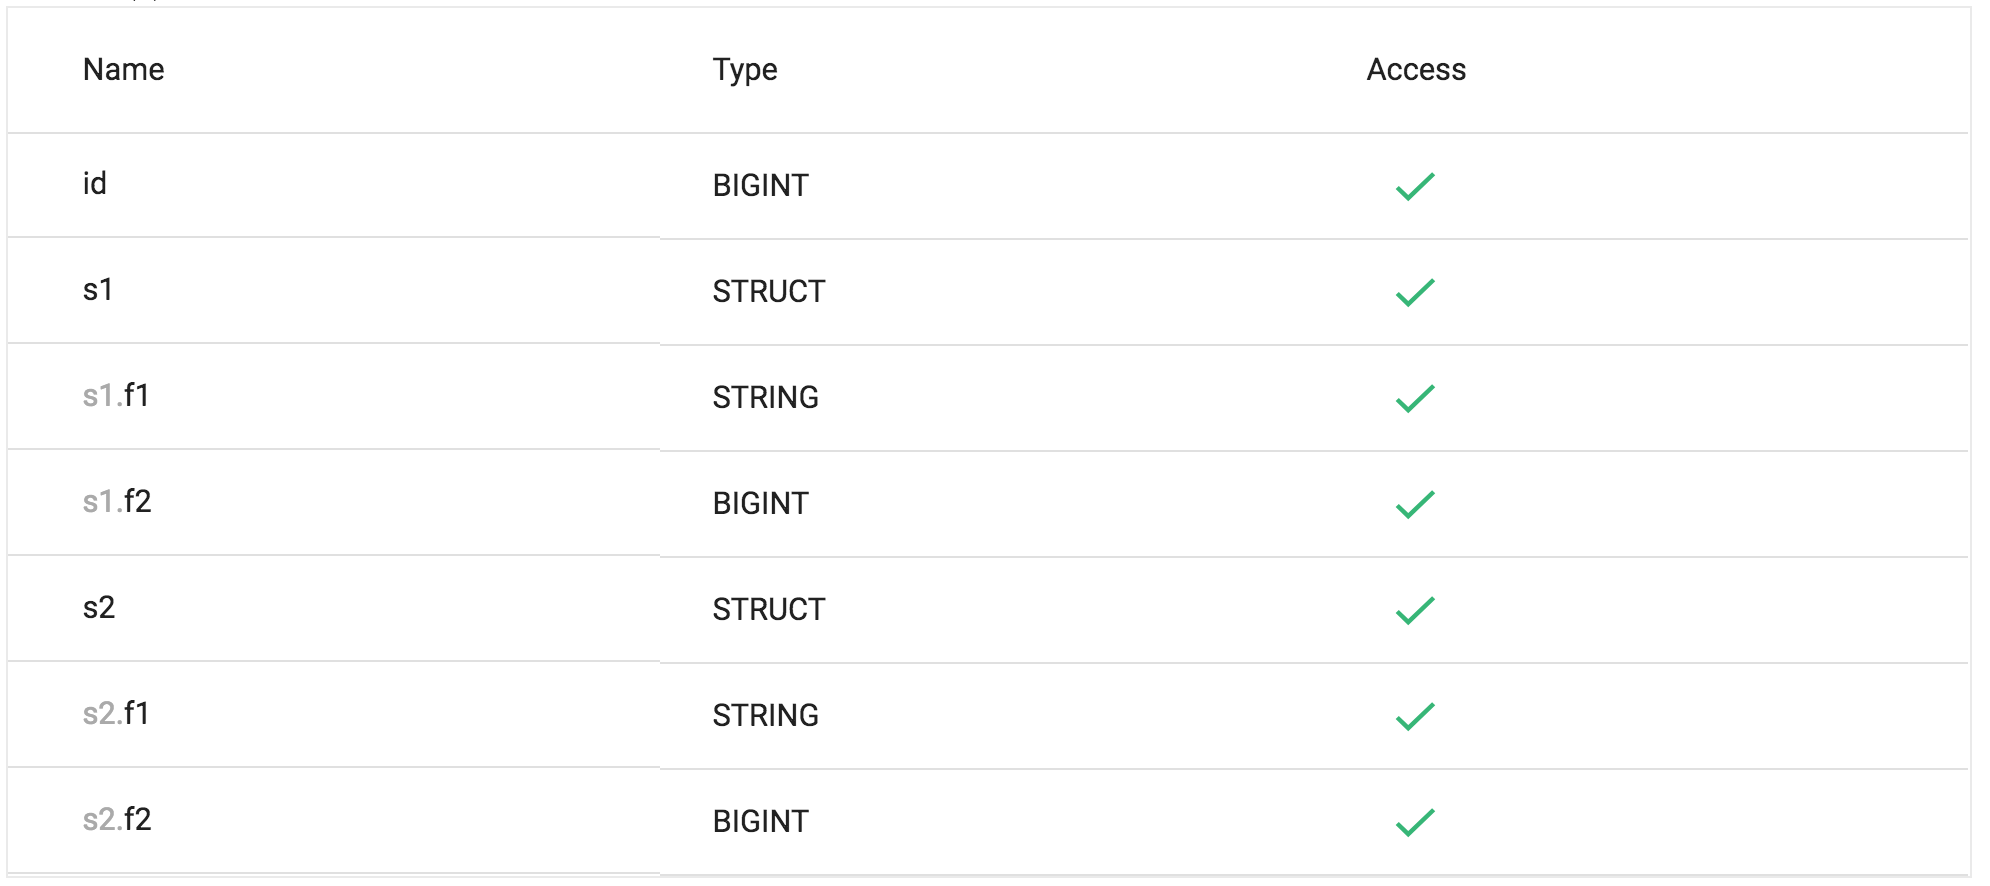 Name Type Access
id BIGINT
s1 STRUCT
s1.f1 STRING
s1.f2 BIGINT
s2 STRUCT
s2.f1 STRING
s2.f2 BIGINT